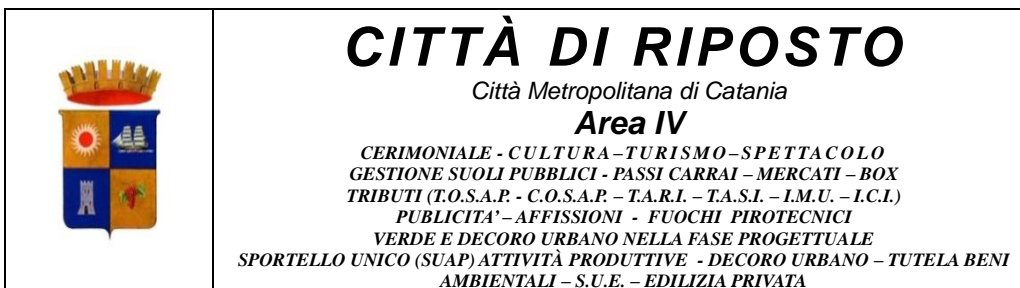 CITTÀ DI RIPOSTO
Città Metropolitana di Catania
Area IV
CERIMONIALE - CULTURA–TURISMO–SPETTACOLO
GESTIONE SUOLI PUBBLICI - PASSI CARRAI – MERCATI – BOX
TRIBUTI (T.O.S.A.P. - C.O.S.A.P. – T.A.R.I. – T.A.S.I. – I.M.U. – I.C.I.)
PUBLICITA’ – AFFISSIONI - FUOCHI PIROTECNICI
VERDE E DECORO URBANO NELLA FASE PROGETTUALE
SPORTELLO UNICO (SUAP) ATTIVITÀ PRODUTTIVE - DECORO URBANO – TUTELA BENI
AMBIENTALI – S.U.E. – EDILIZIA PRIVATA